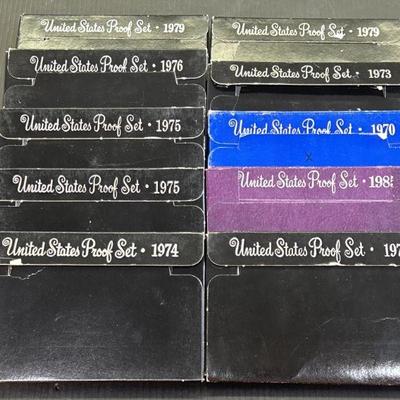 United States Proof Set • 1979
United States Proof Set • 1976
United States Proof Set • 1975
United States Proof Set • 1975
United States Proof Set • 1974
United States Proof Set • 1979
United States Proof Set • 1973
United States Proof Set • 1970
X
United States Proof Set • 198
United States Proof Set • 197